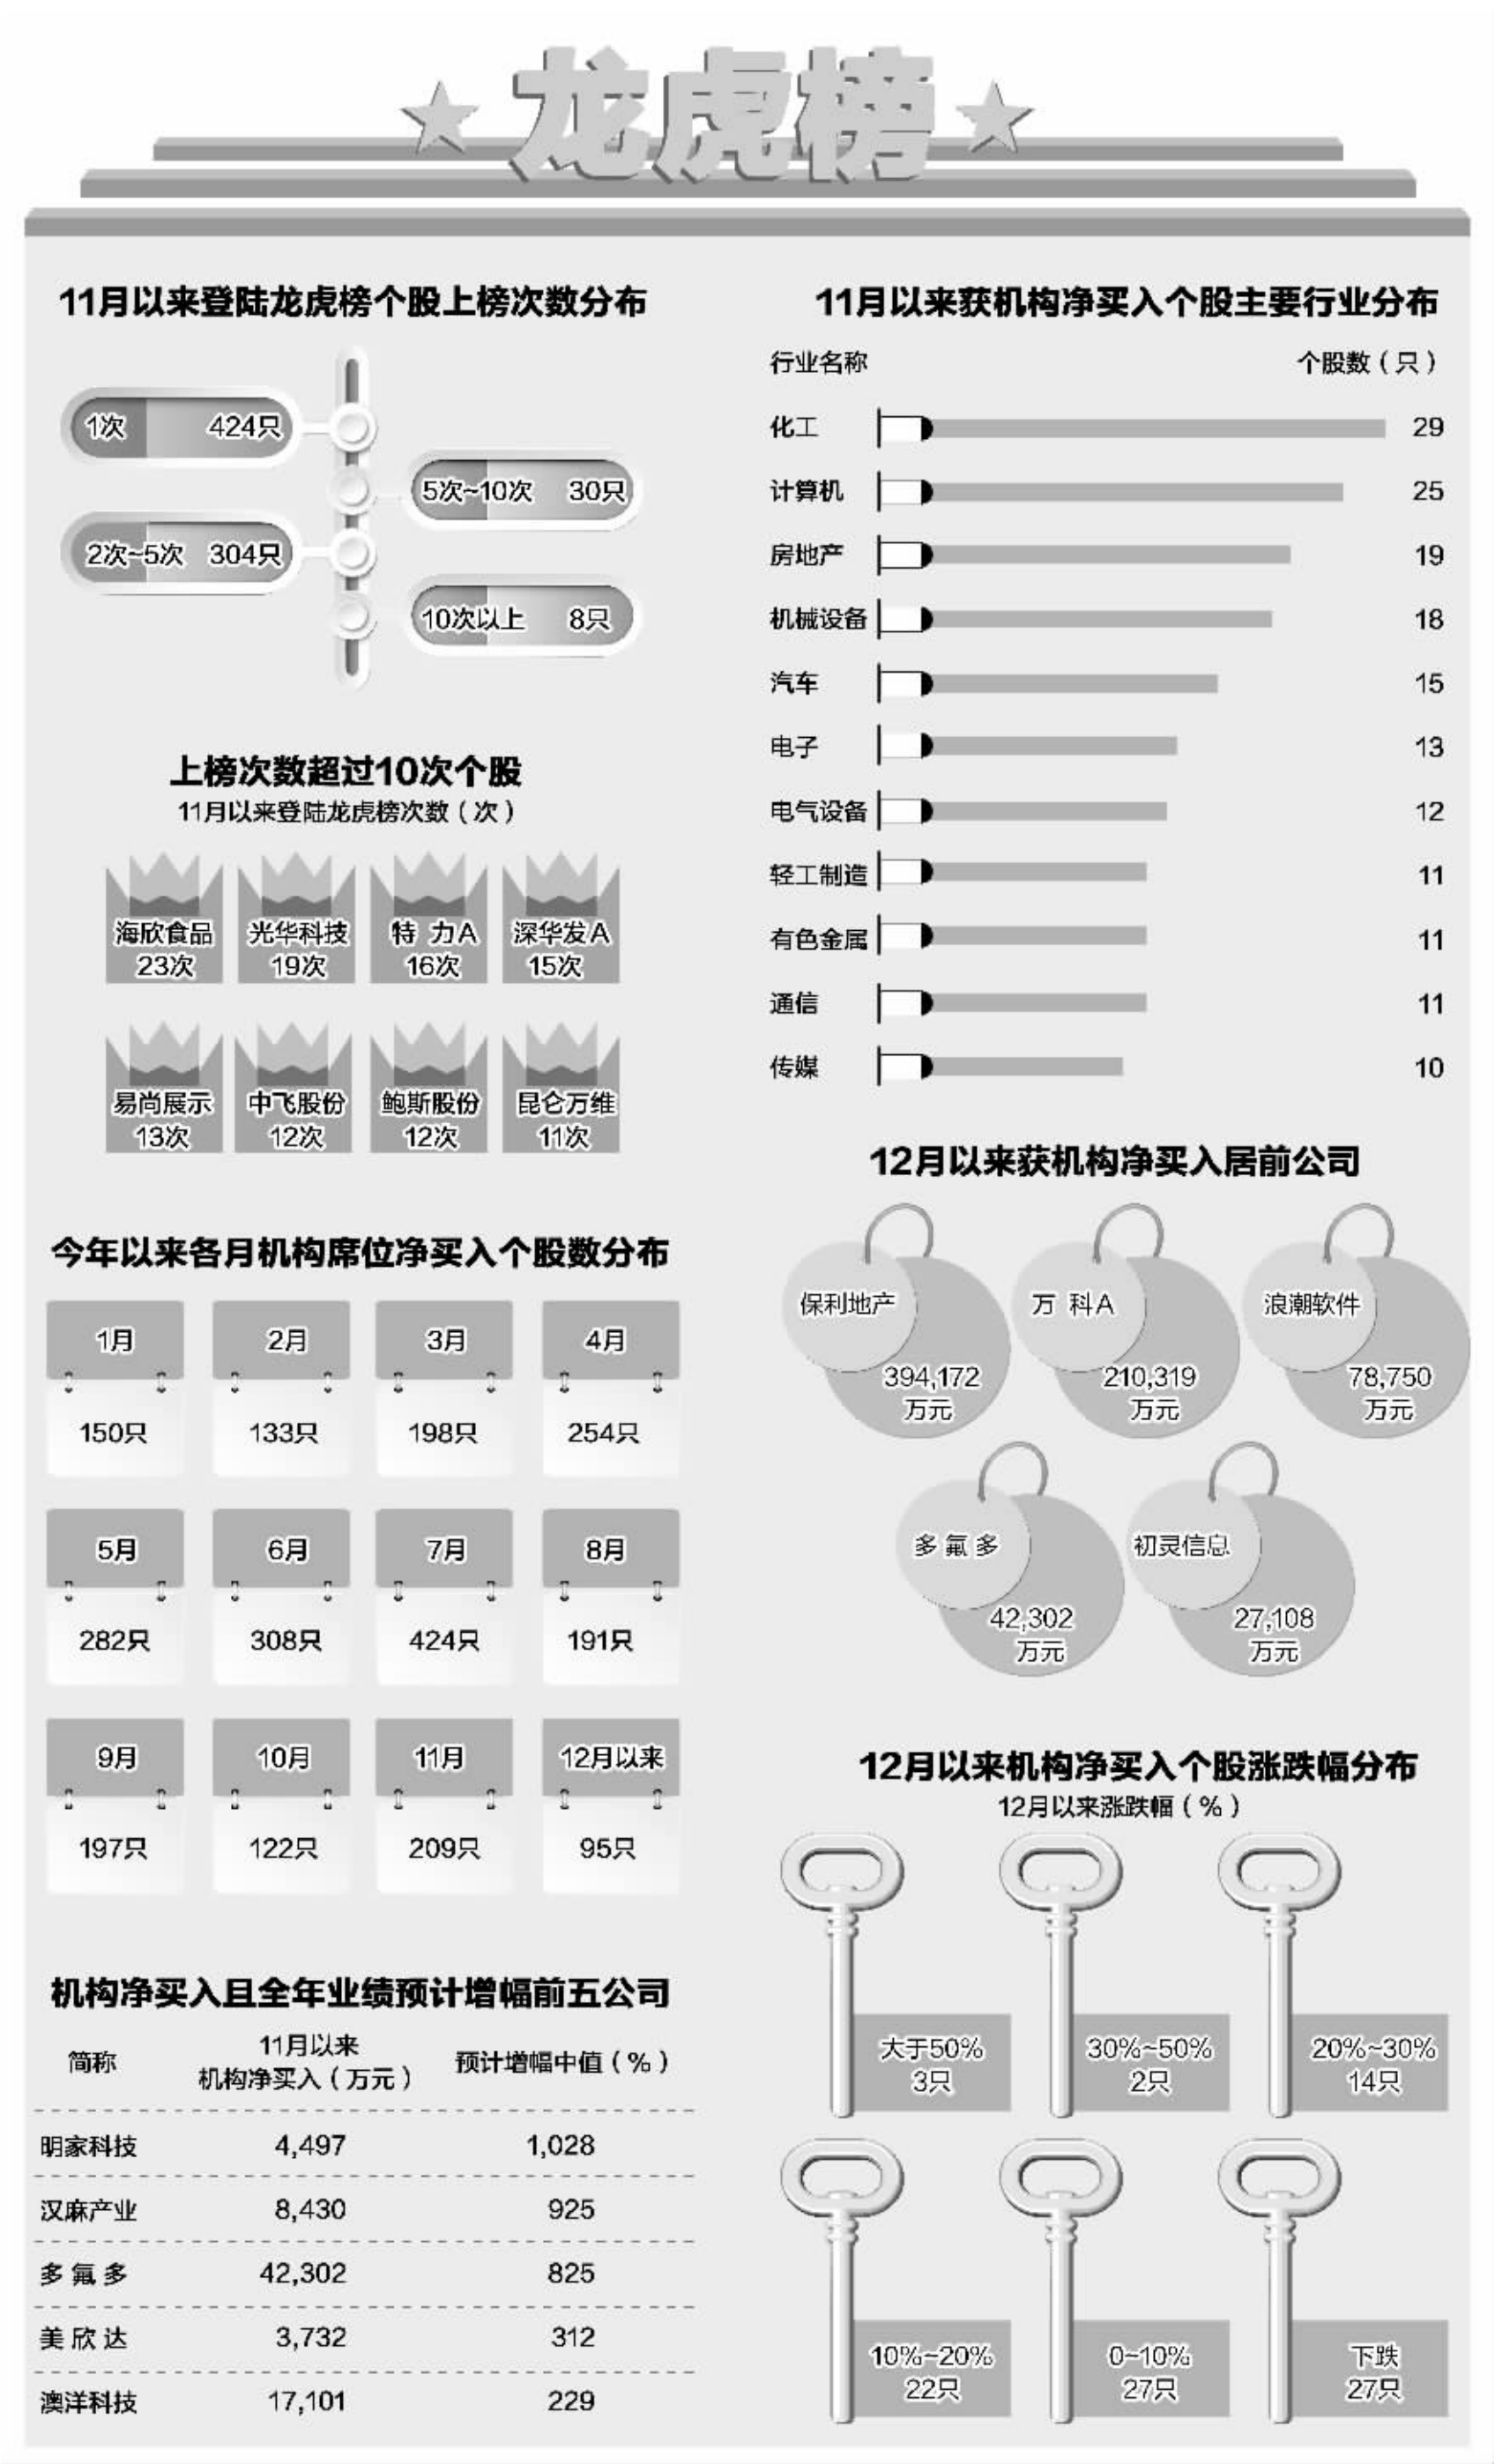 龙虎榜
11月以来登陆龙虎榜个股上榜次数分布
1次 424只
5次~10次 30只
2次~5次 304只
10次以上 8只
上榜次数超过10次个股
11月以来登陆龙虎榜次数（次）
海欣食品 光华科技 特 力A 深华发A
23次 19次 16次 15次
易尚展示 中飞股份 鲍斯股份 昆仑万维
13次 12次 12次 11次
今年以来各月机构席位净买入个股数分布
1月 2月 3月 4月
150只 133只 198只 254只
5月 6月 7月 8月
282只 308只 424只 191只
9月 10月 11月 12月以来
197只 122只 209只 95只
机构净买入且全年业绩预计增幅前五公司
简称 11月以来
机构净买入（万元） 预计增幅中值（%）
明家科技 4,497 1,028
汉麻产业 8,430 925
多氟多 42,302 825
美欣达 3,732 312
澳洋科技 17,101 229
11月以来获机构净买入个股主要行业分布
行业名称 个股数（只）
化工 29
计算机 25
房地产 19
机械设备 18
汽车 15
电子 13
电气设备 12
轻工制造 11
有色金属 11
通信 11
传媒 10
12月以来获机构净买入居前公司
保利地产 万 科A 浪潮软件
394,172 210,319 78,750
万元 万元 万元
多氟多 初灵信息
42,302 27,108
万元 万元
12月以来机构净买入个股涨跌幅分布
12月以来涨跌幅（%）
大于50% 30%~50% 20%~30%
3只 2只 14只
10%~20% 0~10% 下跌
22只 27只 27只